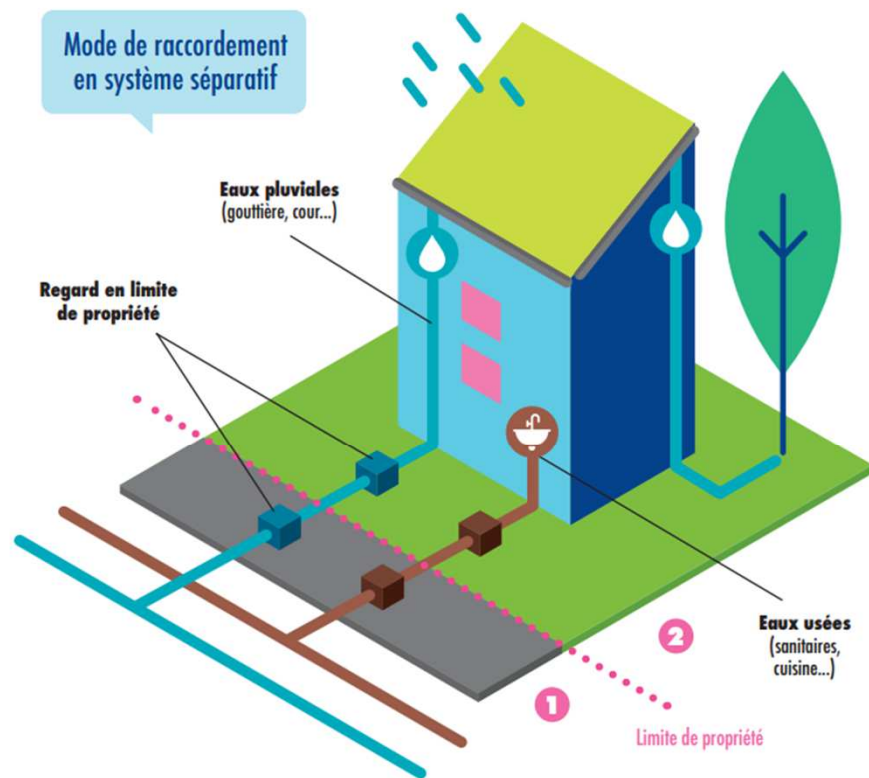 Mode de raccordement
en système séparatif
Eaux pluviales
(gouttière, cour...)
Regard en limite
de propriété
Eaux usées
(sanitaires,
cuisine...)
2
1
Limite de propriété